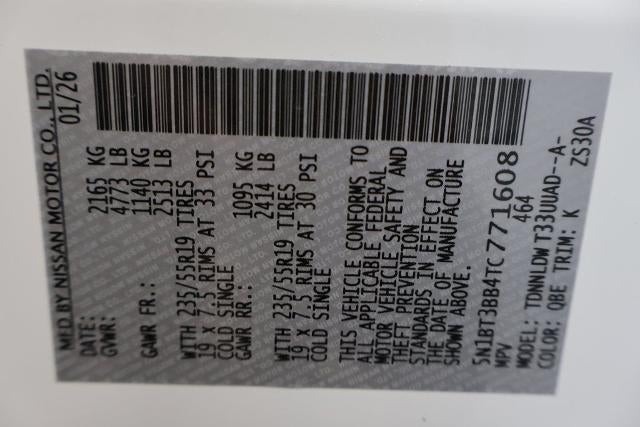 MFD BY NISSAN MOTOR CO., LTD.
DATE: 01/26
GVWR: 2165 KG
4773 LB
GAWR FR.: 1140 KG
2513 LB
WITH 235/55R19 TIRES
19 X 7.5 RIMS AT 33 PSI
COLD SINGLE
GAWR RR.: 1095 KG
2414 LB
WITH 235/55R19 TIRES
19 X 7.5 RIMS AT 30 PSI
COLD SINGLE
THIS VEHICLE CONFORMS TO
ALL APPLICABLE FEDERAL
MOTOR VEHICLE SAFETY AND
THEFT PREVENTION
STANDARDS IN EFFECT ON
THE DATE OF MANUFACTURE
SHOWN ABOVE.
5N1BT3BB4TC771608
MPV 464
MODEL: TDNNLDW T33UUAD--A-
COLOR: QBE TRIM: K ZS30A